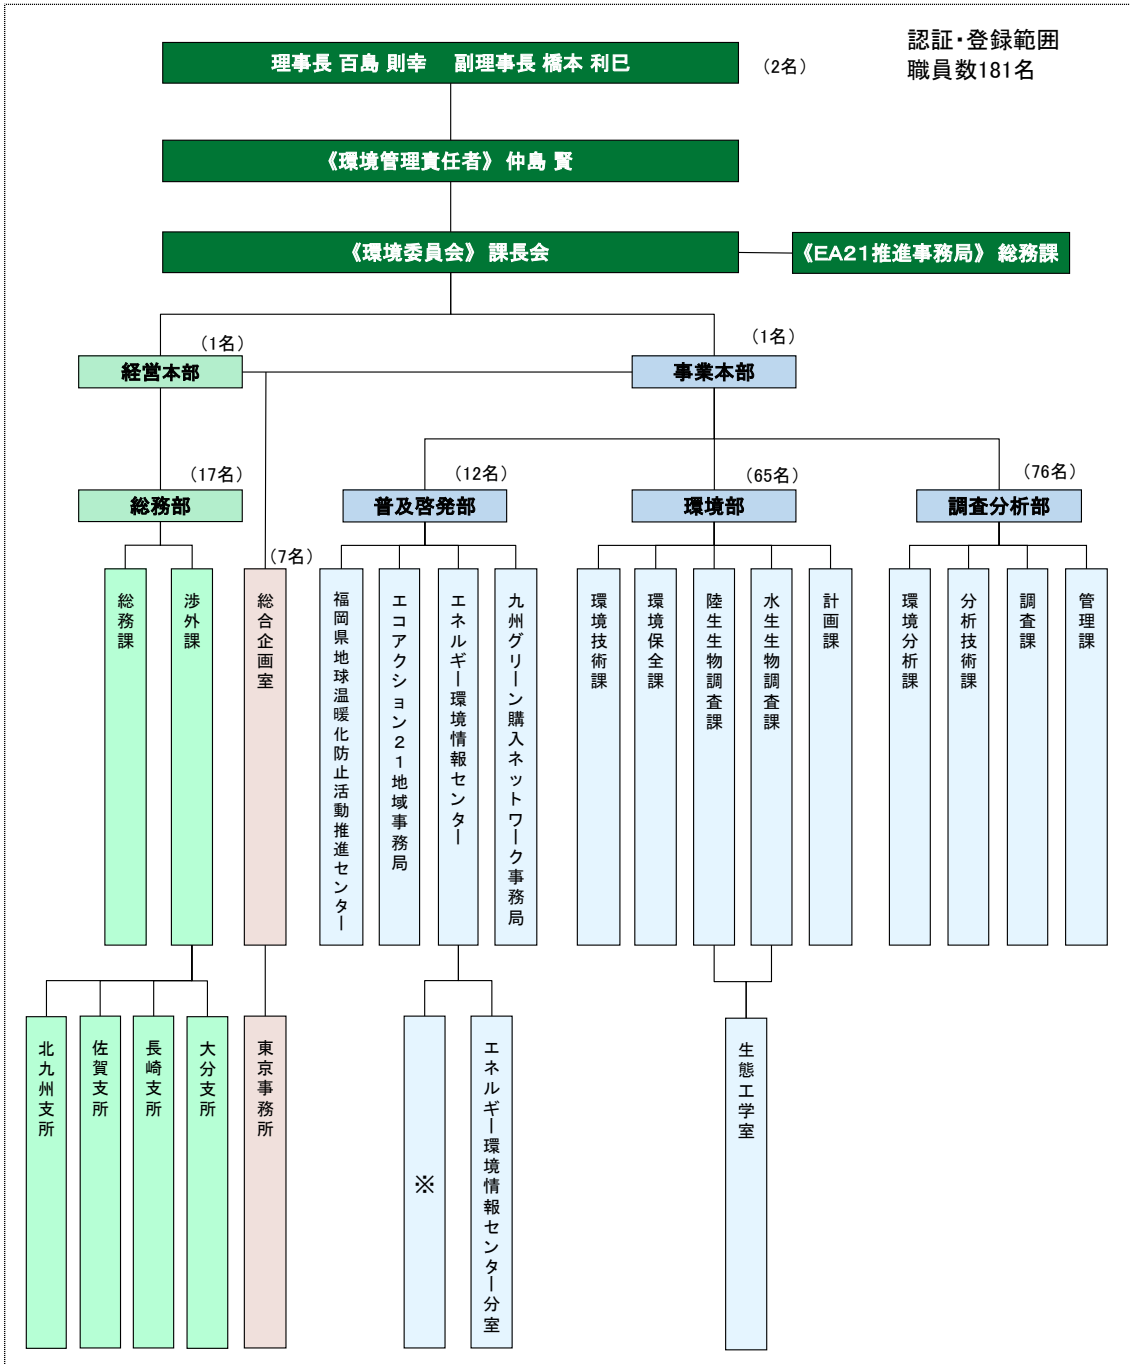 認証・登録範囲
職員数181名
理事長 百島 則幸　副理事長 橋本 利巳
（2名）
《環境管理責任者》 仲島 賢
《環境委員会》 課長会
《EA21推進事務局》 総務課
（1名）
経営本部
（1名）
事業本部
（17名）
総務部
（12名）
普及啓発部
（65名）
環境部
（76名）
調査分析部
（7名）
総務課
渉外課
総合企画室
福岡県地球温暖化防止活動推進センター
エコアクション２１地域事務局
エネルギー環境情報センター
九州グリーン購入ネットワーク事務局
環境技術課
環境保全課
陸生生物調査課
水生生物調査課
計画課
環境分析課
分析技術課
調査課
管理課
北九州支所
佐賀支所
長崎支所
大分支所
東京事務所
※
エネルギー環境情報センター分室
生態工学室